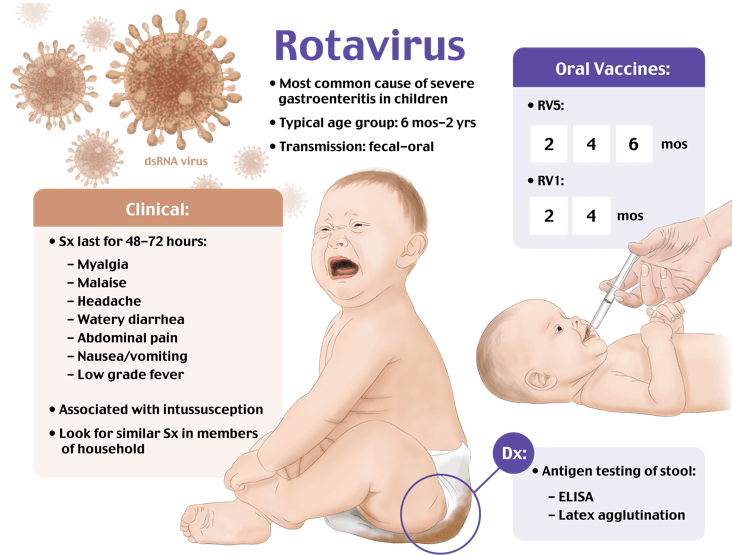 Rotavirus
• Most common cause of severe
gastroenteritis in children
• Typical age group: 6 mos–2 yrs
• Transmission: fecal–oral
dsRNA virus
Oral Vaccines:
• RV5:
2 4 6 mos
• RV1:
2 4 mos
Clinical:
• Sx last for 48–72 hours:
– Myalgia
– Malaise
– Headache
– Watery diarrhea
– Abdominal pain
– Nausea/vomiting
– Low grade fever
• Associated with intussusception
• Look for similar Sx in members
of household
Dx:
• Antigen testing of stool:
– ELISA
– Latex agglutination